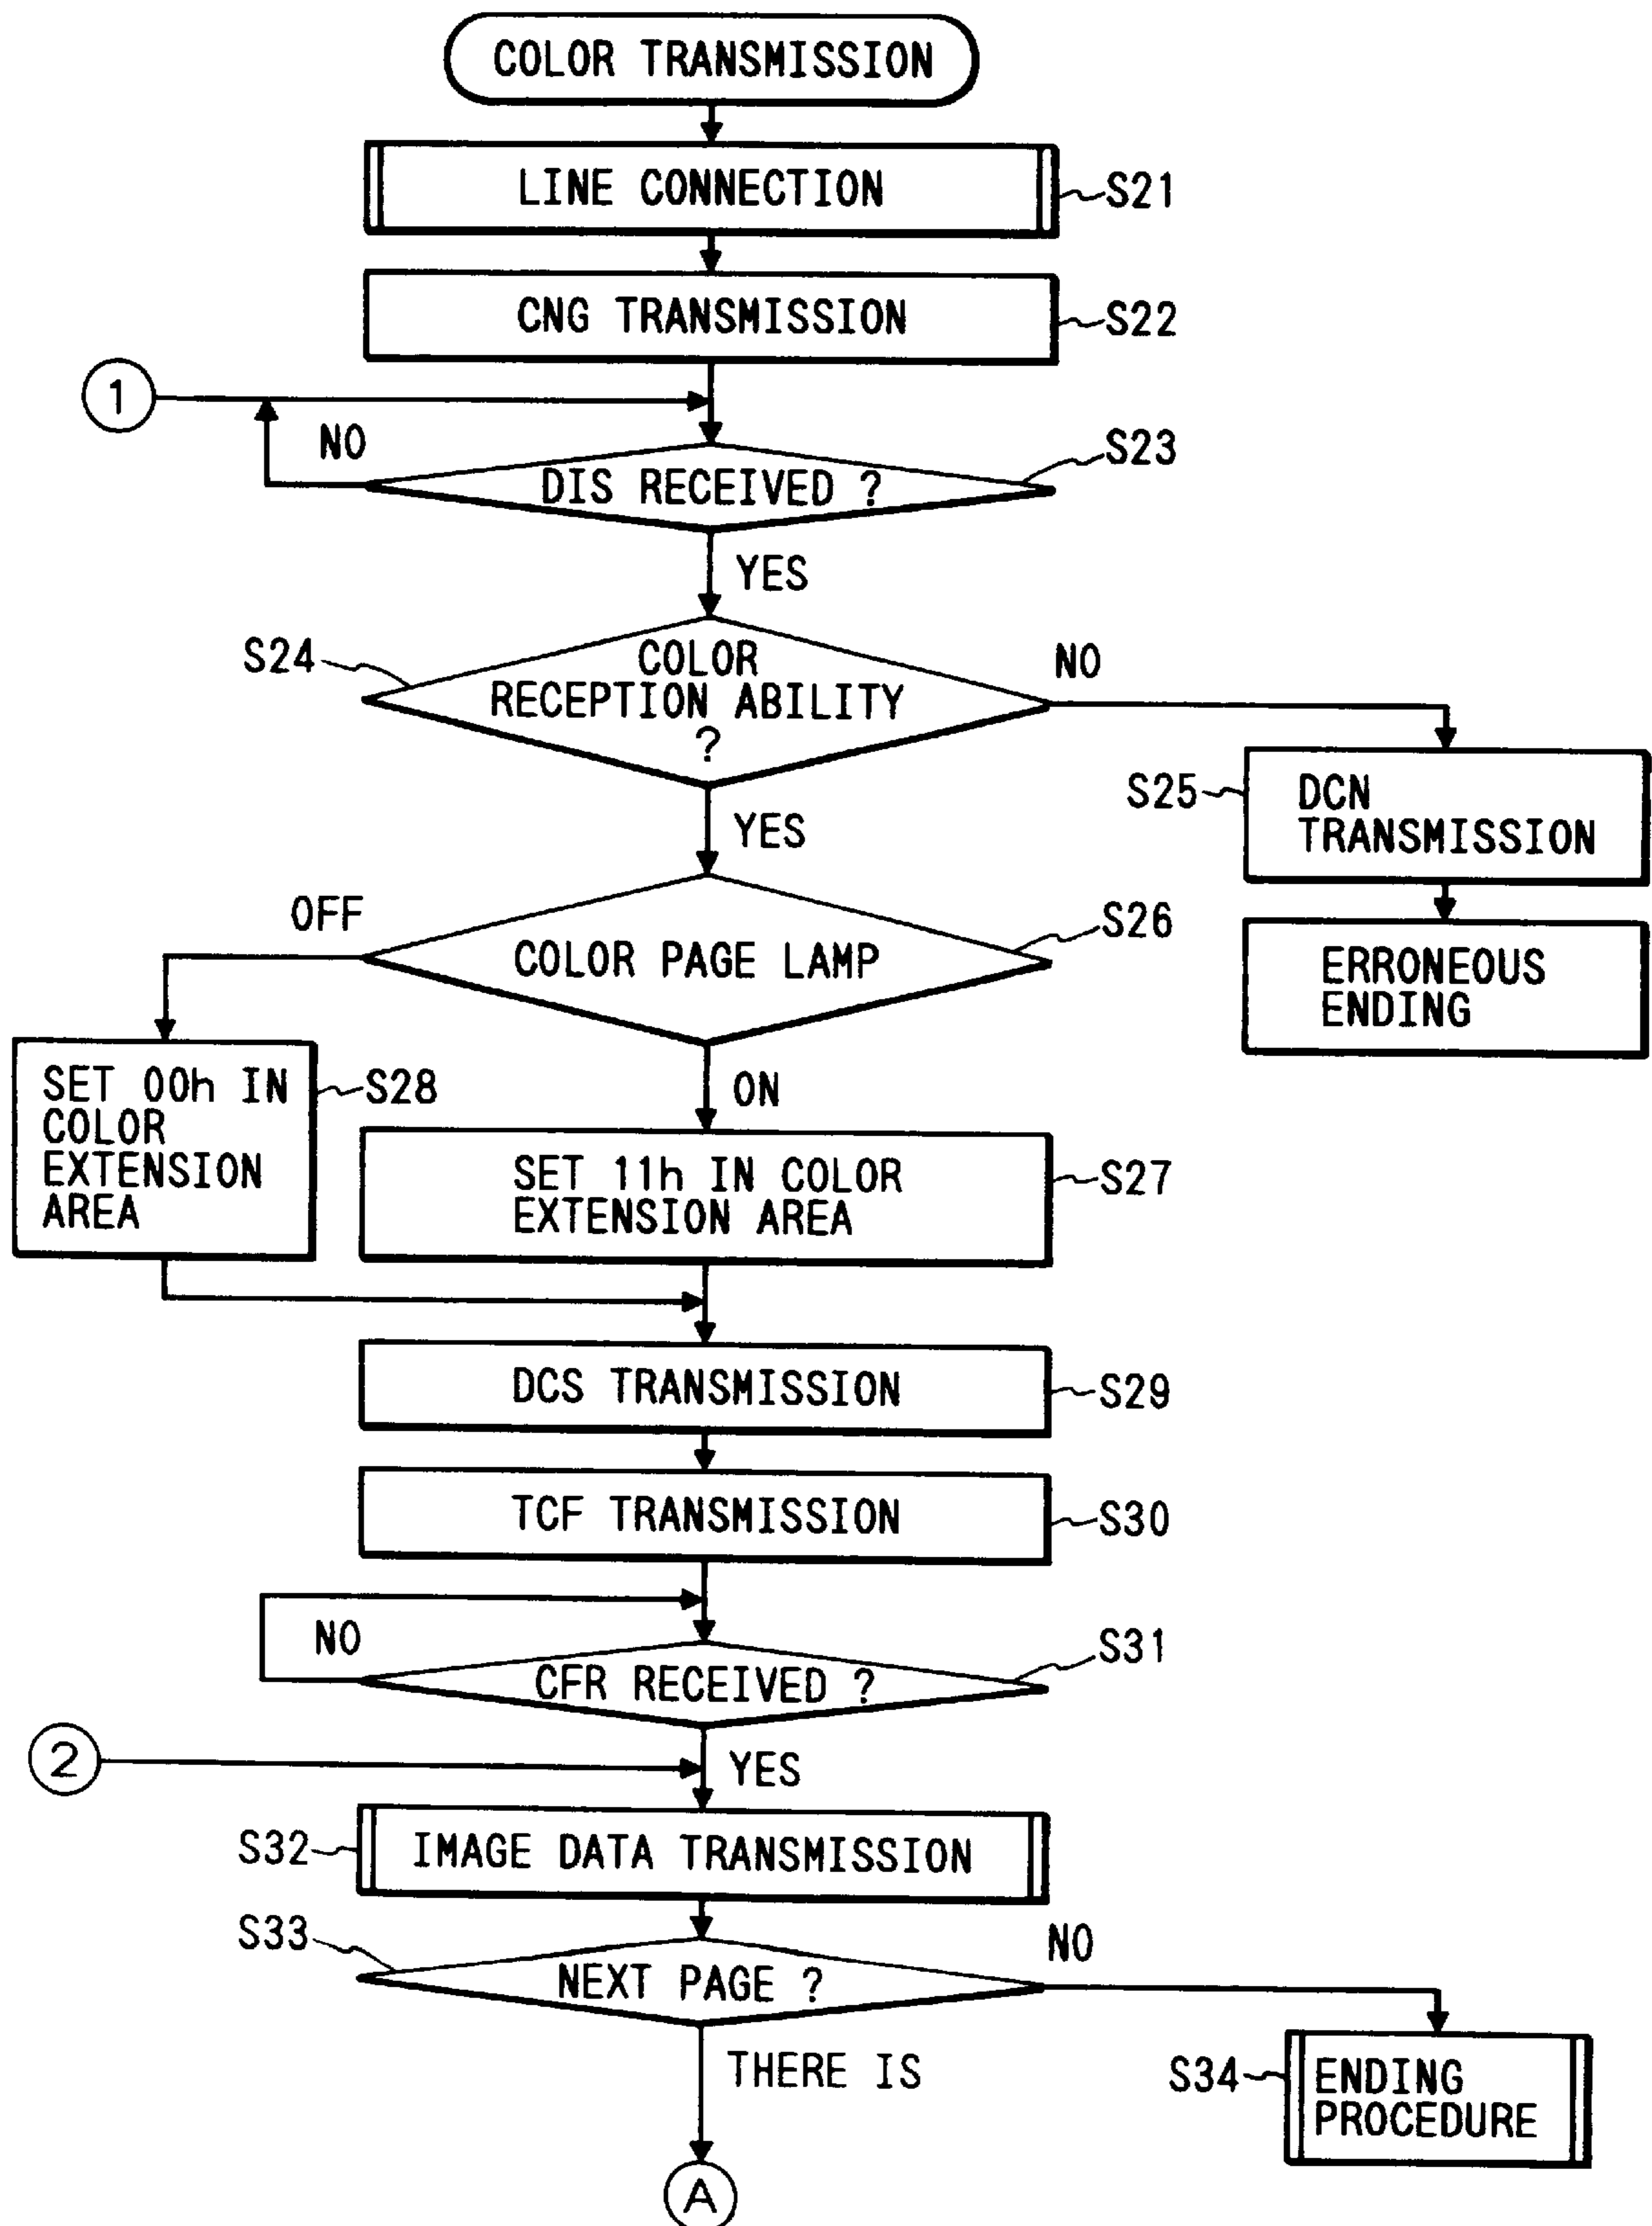 COLOR TRANSMISSION
LINE CONNECTION
S21
CNG TRANSMISSION
S22
1
NO
DIS RECEIVED ?
S23
YES
S24
COLOR
RECEPTION ABILITY
?
NO
S25
DCN
TRANSMISSION
YES
OFF
COLOR PAGE LAMP
S26
ERRONEOUS
ENDING
SET 00h IN
COLOR
EXTENSION
AREA
S28
ON
SET 11h IN COLOR
EXTENSION AREA
S27
DCS TRANSMISSION
S29
TCF TRANSMISSION
S30
NO
CFR RECEIVED ?
S31
2
YES
S32
IMAGE DATA TRANSMISSION
S33
NEXT PAGE ?
NO
THERE IS
S34
ENDING
PROCEDURE
A